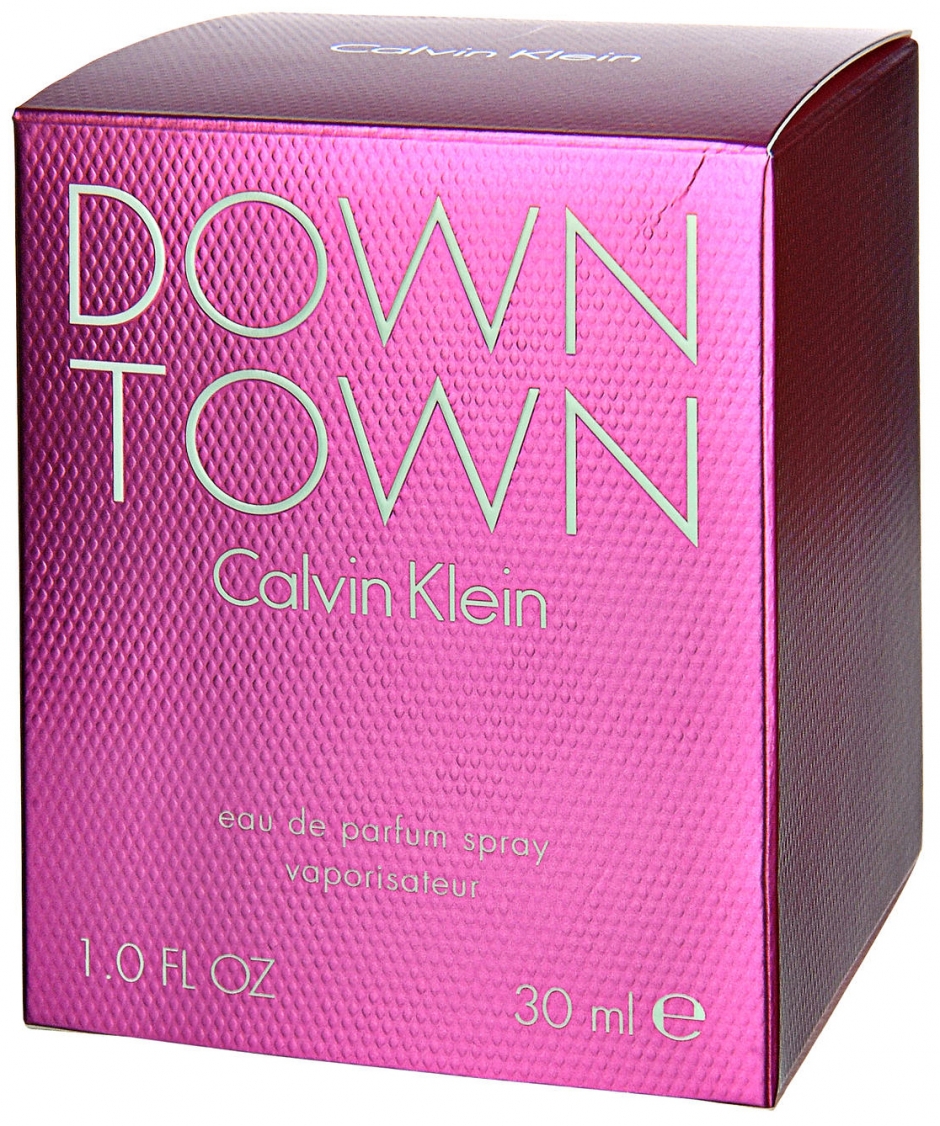 Calvin Klein
DOWN
TOWN
Calvin Klein
eau de parfum spray
vaporisateur
1.0 FL OZ
30 ml ℮